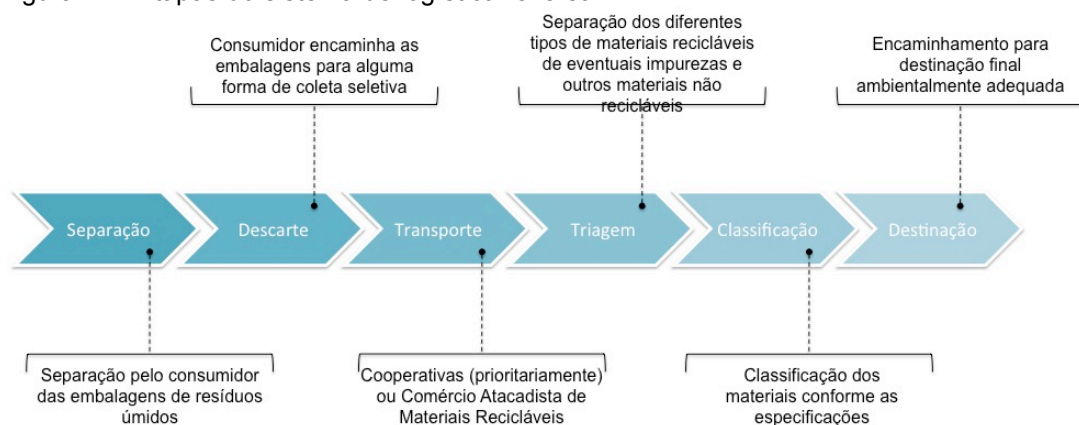 Consumidor encaminha as
embalagens para alguma
forma de coleta seletiva
Separação dos diferentes
tipos de materiais recicláveis
de eventuais impurezas e
outros materiais não
recicláveis
Encaminhamento para
destinação final
ambientalmente adequada
Separação
Descarte
Transporte
Triagem
Classificação
Destinação
Separação pelo consumidor
das embalagens de resíduos
úmidos
Cooperativas (prioritariamente)
ou Comércio Atacadista de
Materiais Recicláveis
Classificação dos
materiais conforme as
especificações